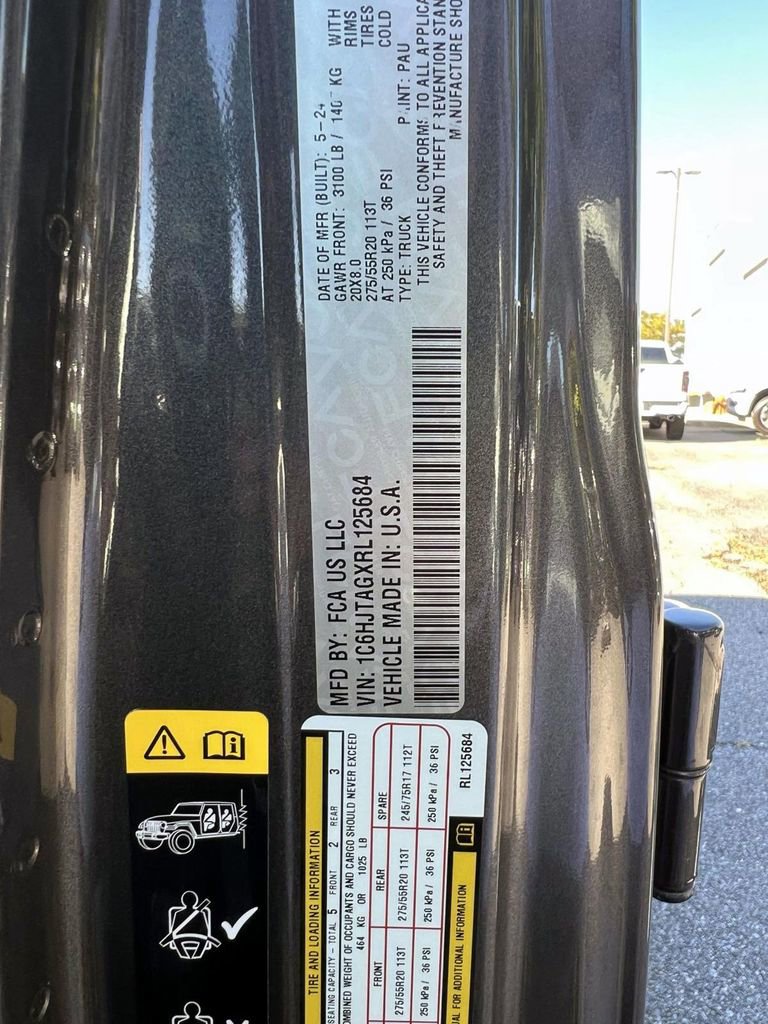 MFD BY: FCA US LLC
DATE OF MFR (BUILT): 5-24
GAWR FRONT: 3100 LB / 140 KG WITH
20X8.0 RIMS
275/55R20 113T TIRES
AT 250 kPa / 36 PSI COLD
VIN: 1C6HJTAGXRL125684
TYPE: TRUCK PAINT: PAU
VEHICLE MADE IN: U.S.A.
THIS VEHICLE CONFORMS TO ALL APPLICA
SAFETY AND THEFT PREVENTION STAN
MANUFACTURE SHO
TIRE AND LOADING INFORMATION
SEATING CAPACITY - TOTAL 5 FRONT 2 REAR 3
WEIGHT OF OCCUPANTS AND CARGO SHOULD NEVER EXCEED
464 KG OR 1025 LB
FRONT REAR SPARE
275/55R20 113T 275/55R20 113T 245/75R17 112T
250 kPa / 36 PSI 250 kPa / 36 PSI 250 kPa / 36 PSI
FOR ADDITIONAL INFORMATION
RL125684